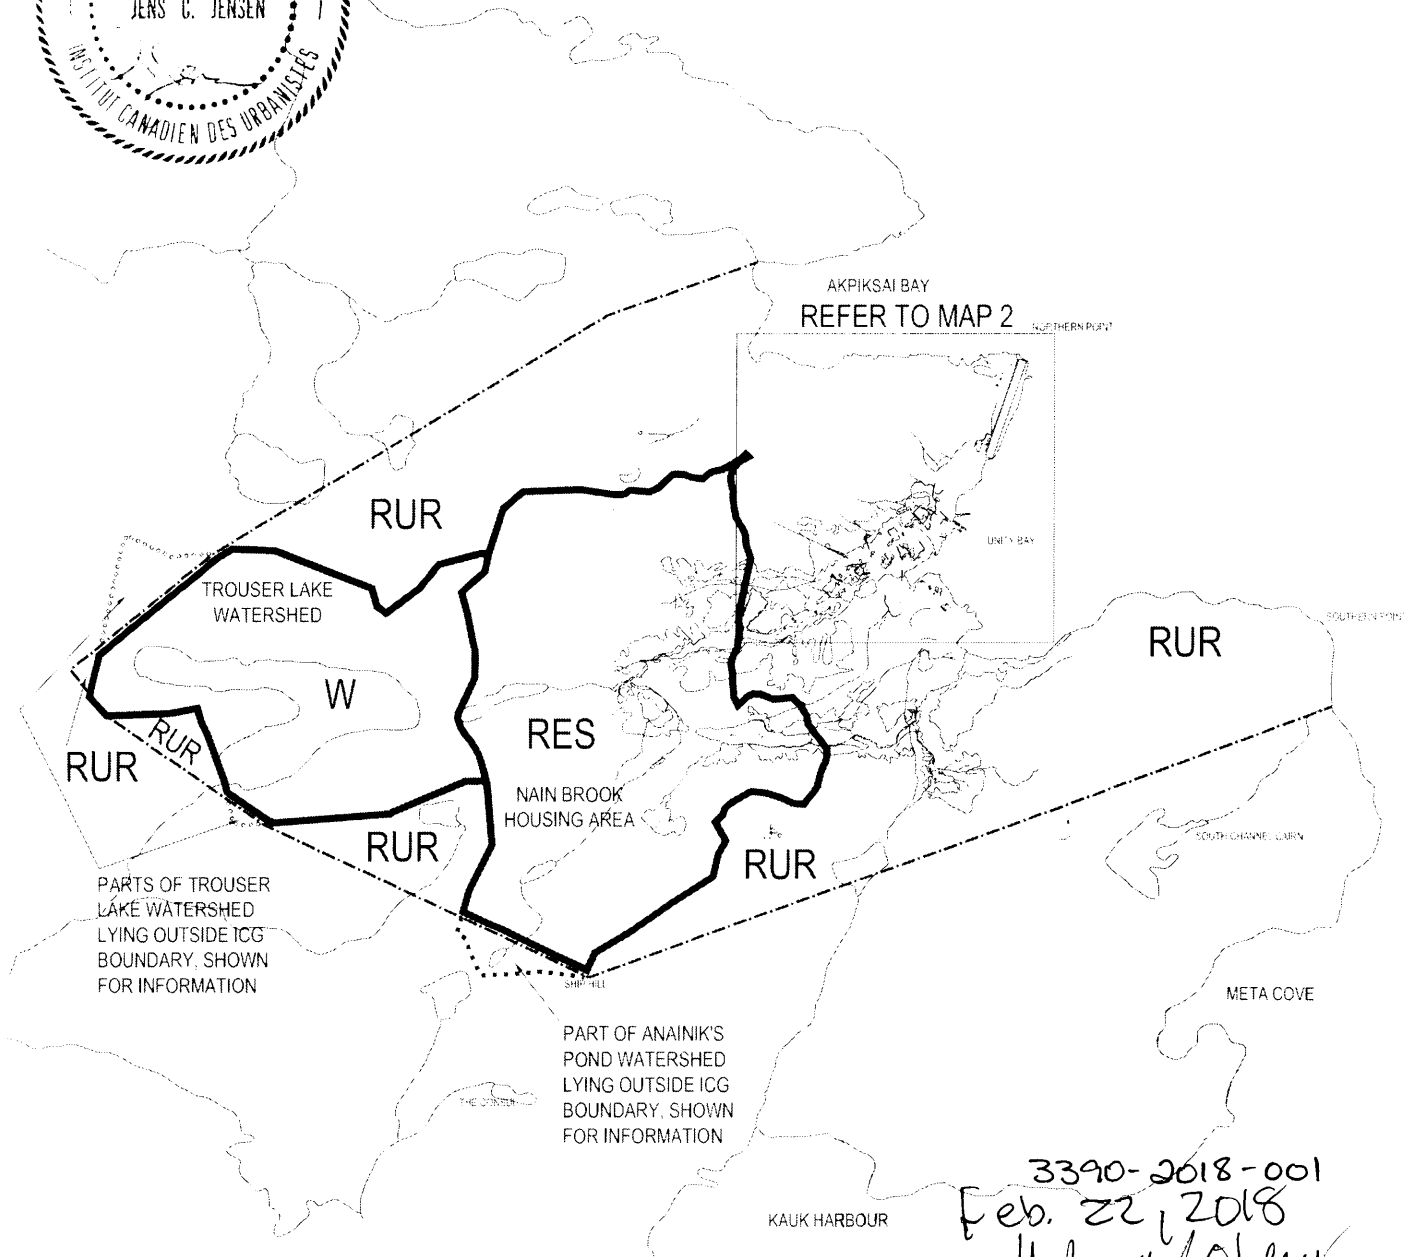 JENS C. JENSEN
INSTITUT CANADIEN DES URBANISTES
AKPIKSAI BAY
REFER TO MAP 2
NORTHERN POINT
RUR
UNITY BAY
TROUSER LAKE
WATERSHED
SOUTHERN POINT
RUR
W
RES
RUR
RUR
NAIN BROOK
HOUSING AREA
RUR
RUR
SOUTH CHANNEL CAIRN
PARTS OF TROUSER
LAKE WATERSHED
LYING OUTSIDE ICG
BOUNDARY, SHOWN
FOR INFORMATION
SHIP HILL
META COVE
PART OF ANAINIK'S
POND WATERSHED
LYING OUTSIDE ICG
BOUNDARY, SHOWN
FOR INFORMATION
THE
3390-2018-001
Feb. 22, 2018
KAUK HARBOUR